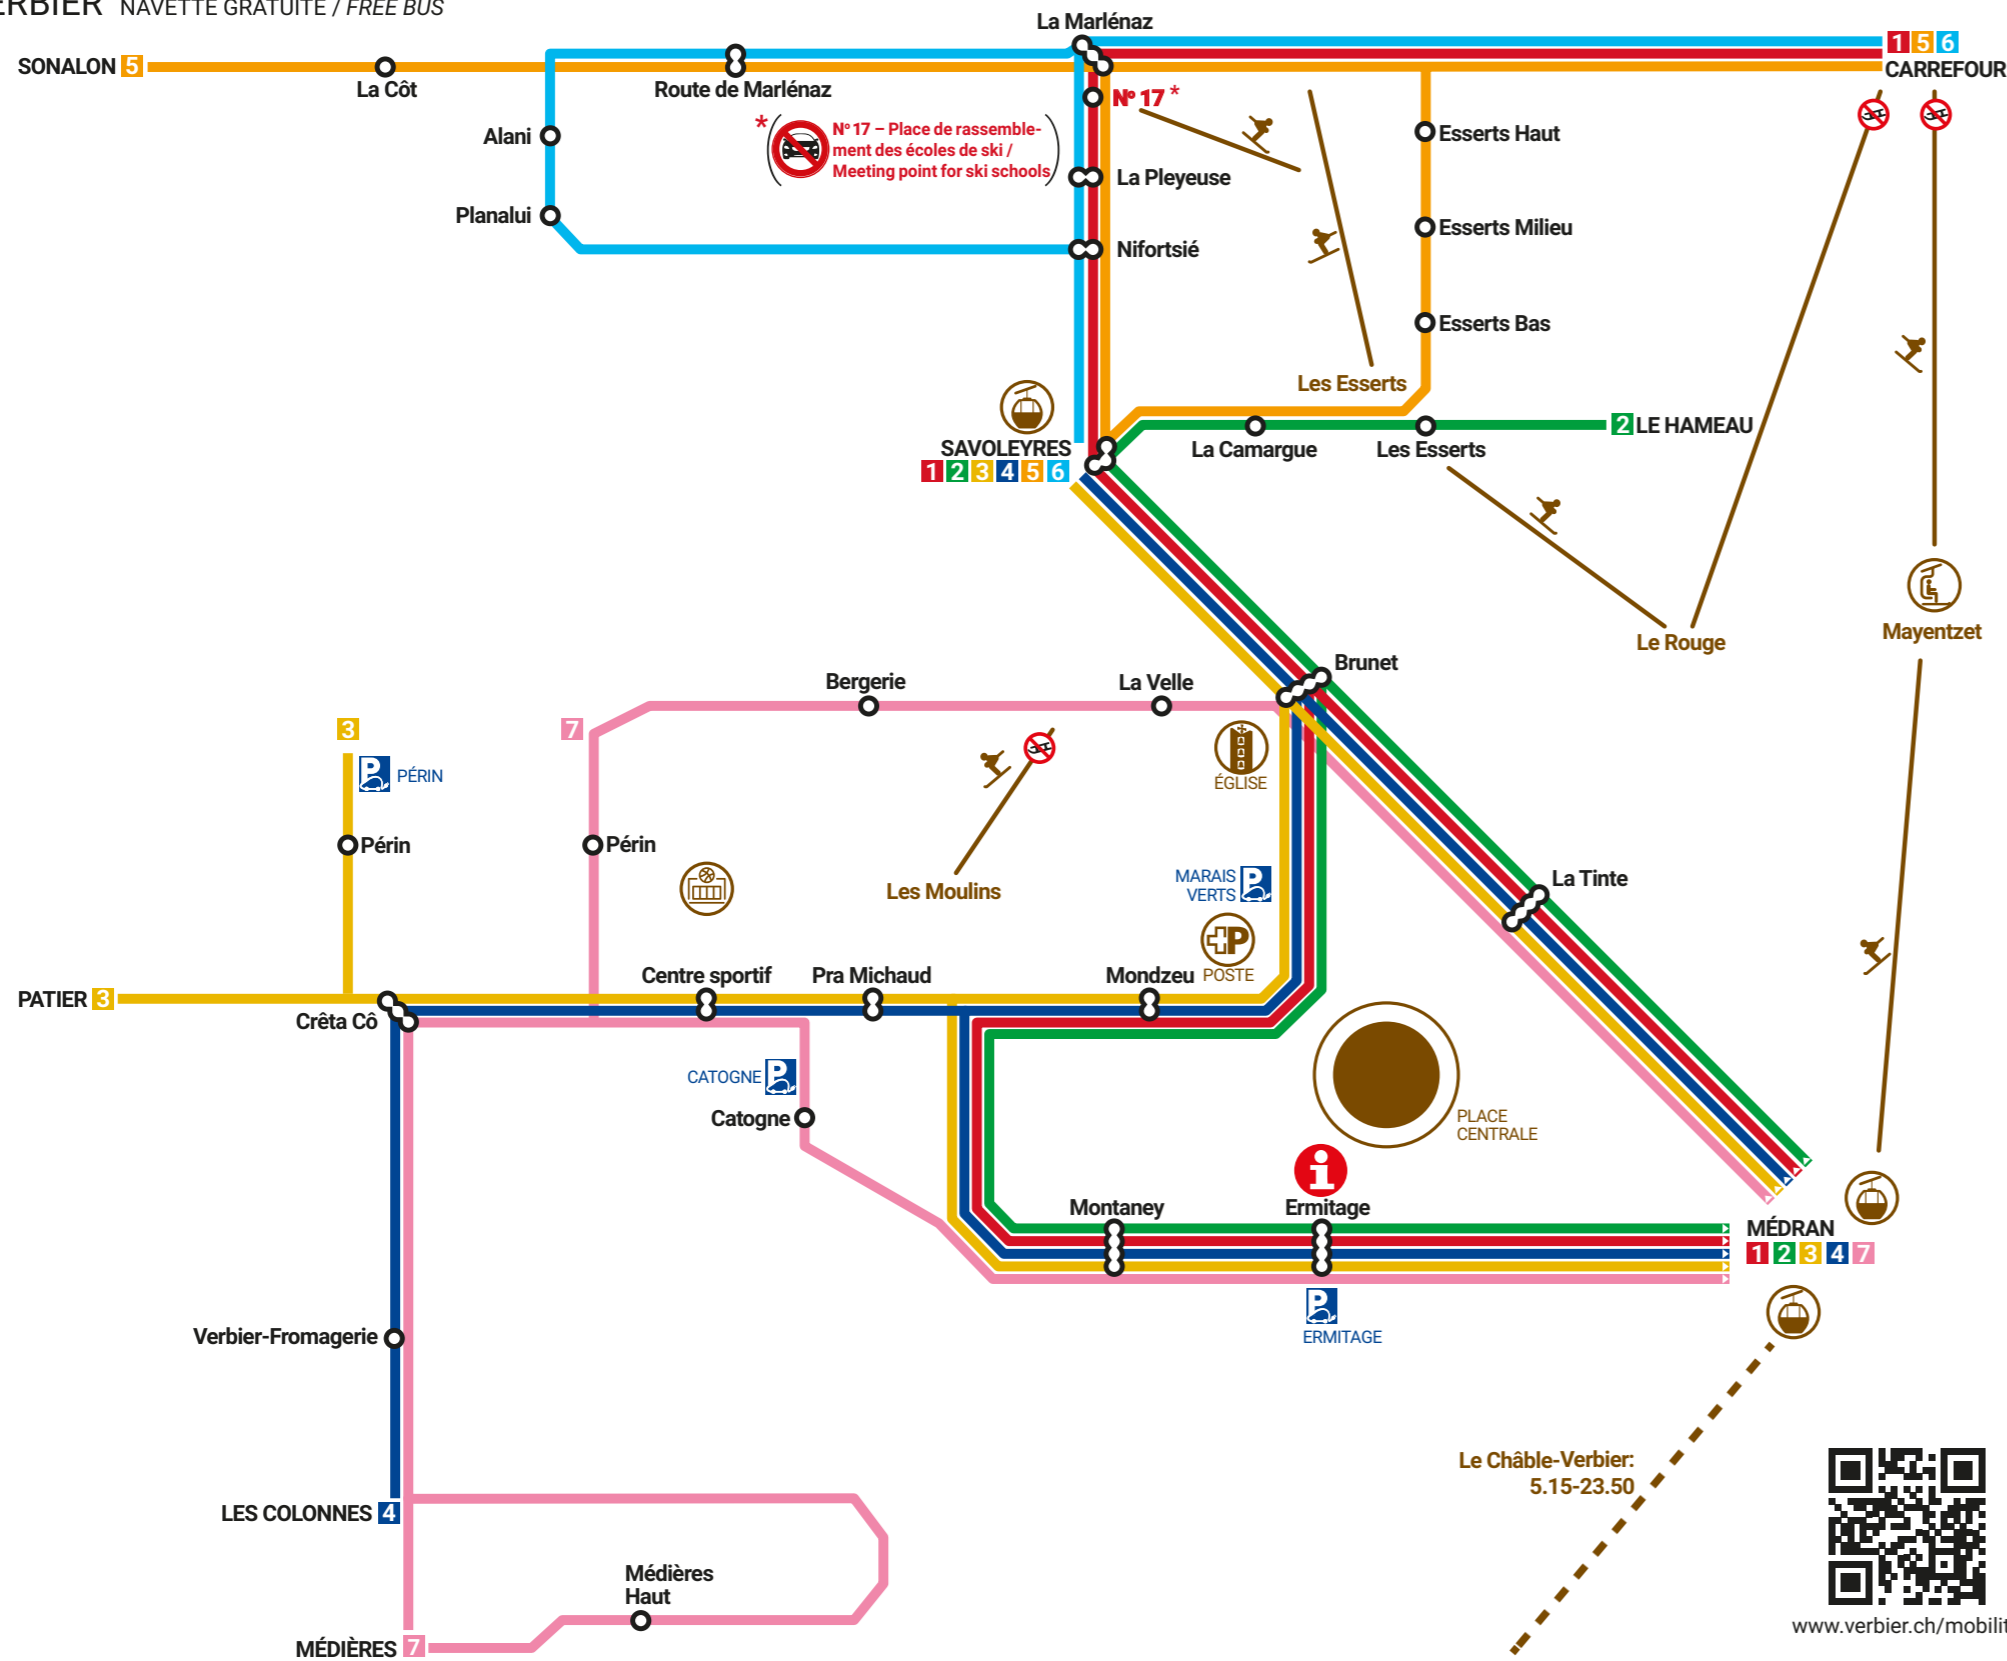 VERBIER NAVETTE GRATUITE / FREE BUS
La Marlénaz
SONALON 5
1 5 6
CARREFOUR
La Côt
Route de Marlénaz
Nº 17 *
*
Nº 17 – Place de rassemble-
ment des écoles de ski /
Meeting point for ski schools
Alani
Esserts Haut
La Pleyeuse
Planalui
Esserts Milieu
Nifortsié
Esserts Bas
Les Esserts
SAVOLEYRES
1 2 3 4 5 6
2 LE HAMEAU
La Camargue
Les Esserts
Le Rouge
Mayentzet
Brunet
Bergerie
La Velle
3
7
P PÉRIN
ÉGLISE
Périn
Périn
Les Moulins
MARAIS
VERTS
P
La Tinte
P
POSTE
Centre sportif
Pra Michaud
Mondzeu
PATIER 3
Crêta Cô
CATOGNE P
Catogne
PLACE
CENTRALE
i
Montaney
Ermitage
MÉDRAN
1 2 3 4 7
P
ERMITAGE
Verbier-Fromagerie
Le Châble-Verbier:
5.15-23.50
LES COLONNES 4
Médières
Haut
MÉDIÈRES 7
www.verbier.ch/mobilit